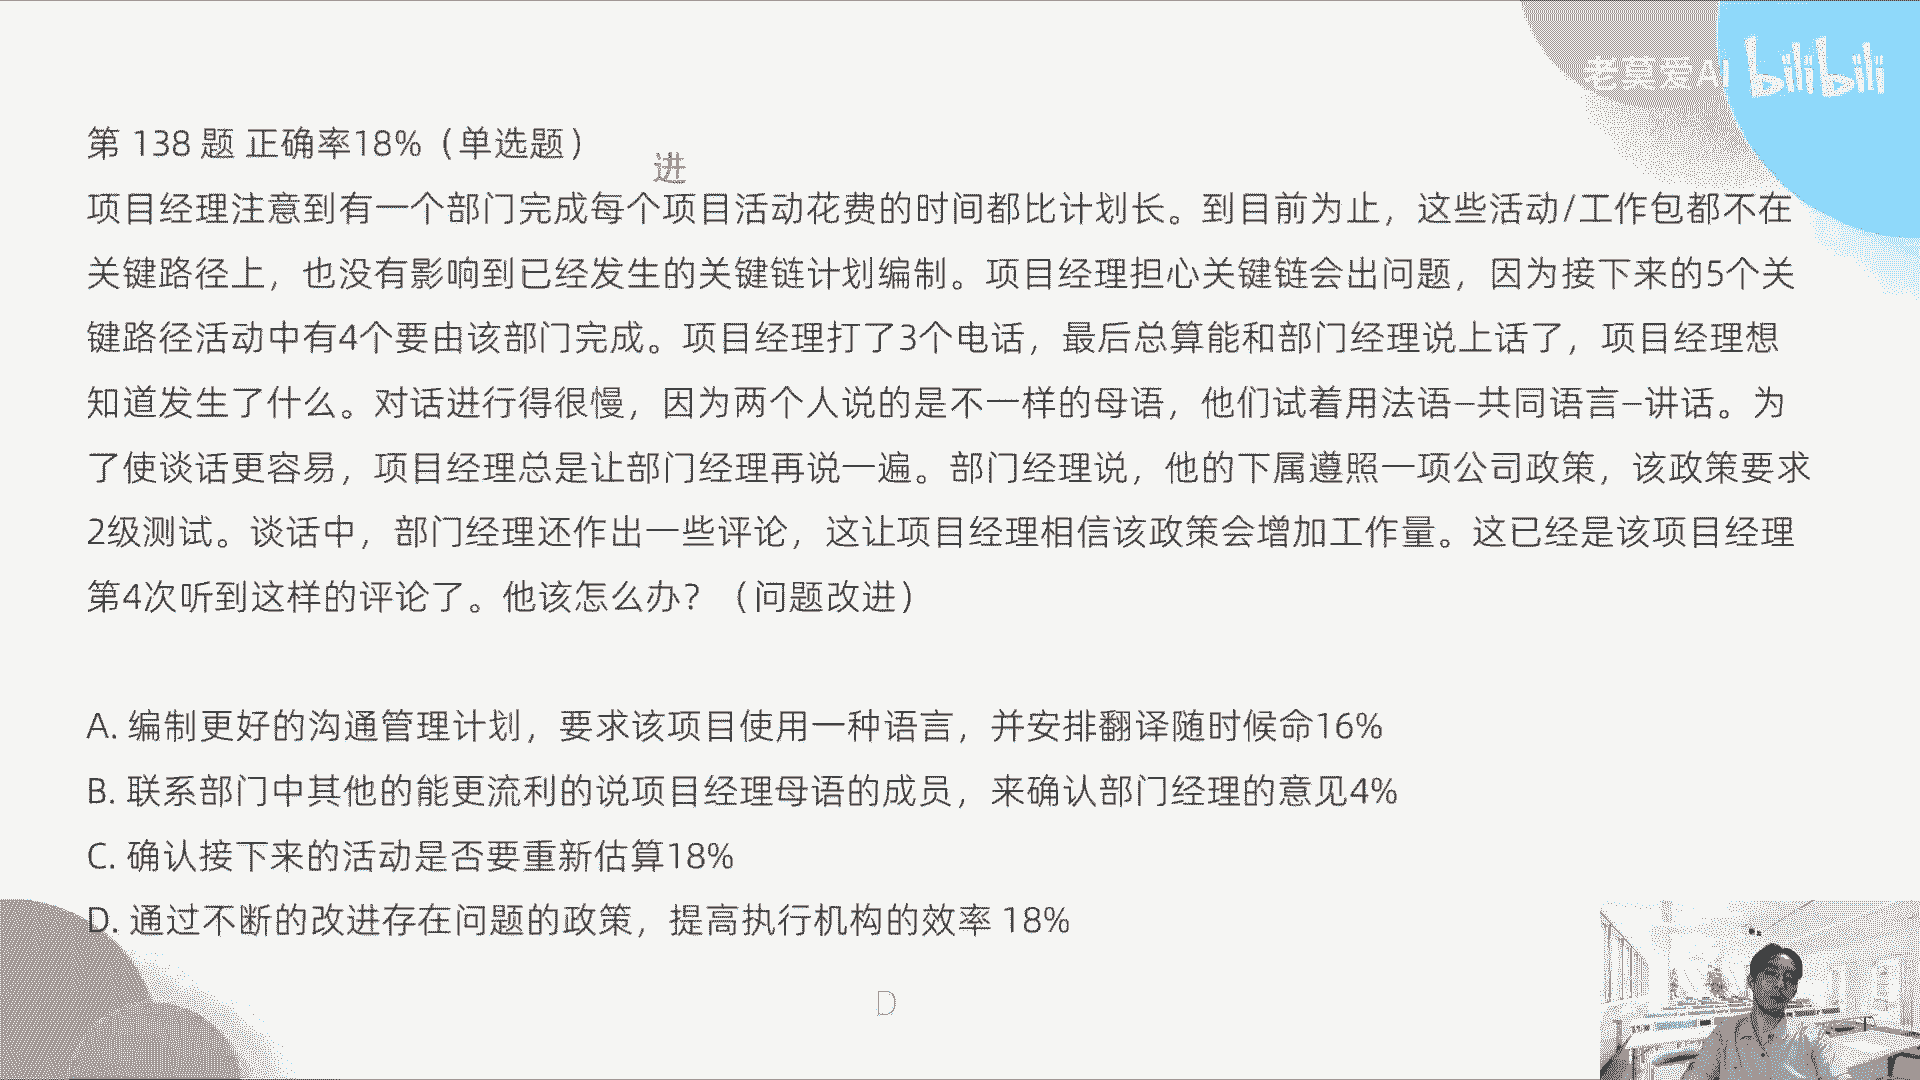 老莫爱AI bilibili
第 138 题 正确率18%（单选题）
进
项目经理注意到有一个部门完成每个项目活动花费的时间都比计划长。到目前为止，这些活动/工作包都不在
关键路径上，也没有影响到已经发生的关键链计划编制。项目经理担心关键链会出问题，因为接下来的5个关
键路径活动中有4个要由该部门完成。项目经理打了3个电话，最后总算能和部门经理说上话了，项目经理想
知道发生了什么。对话进行得很慢，因为两个人说的是不一样的母语，他们试着用法语—共同语言—讲话。为
了使谈话更容易，项目经理总是让部门经理再说一遍。部门经理说，他的下属遵照一项公司政策，该政策要求
2级测试。谈话中，部门经理还作出一些评论，这让项目经理相信该政策会增加工作量。这已经是该项目经理
第4次听到这样的评论了。他该怎么办？（问题改进）
A. 编制更好的沟通管理计划，要求该项目使用一种语言，并安排翻译随时候命16%
B. 联系部门中其他的能更流利的说项目经理母语的成员，来确认部门经理的意见4%
C. 确认接下来的活动是否要重新估算18%
D. 通过不断的改进存在问题的政策，提高执行机构的效率 18%
D